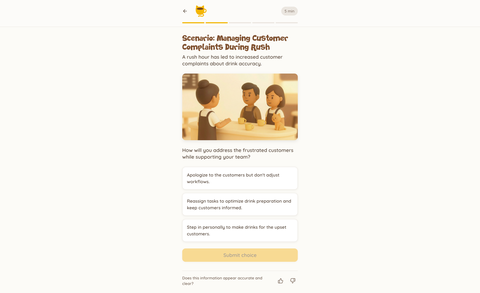 5 min
Scenario: Managing Customer
Complaints During Rush
A rush hour has led to increased customer
complaints about drink accuracy.
How will you address the frustrated customers
while supporting your team?
Apologize to the customers but don't adjust
workflows.
Reassign tasks to optimize drink preparation and
keep customers informed.
Step in personally to make drinks for the upset
customers.
Submit choice
Does this information appear accurate and
clear?